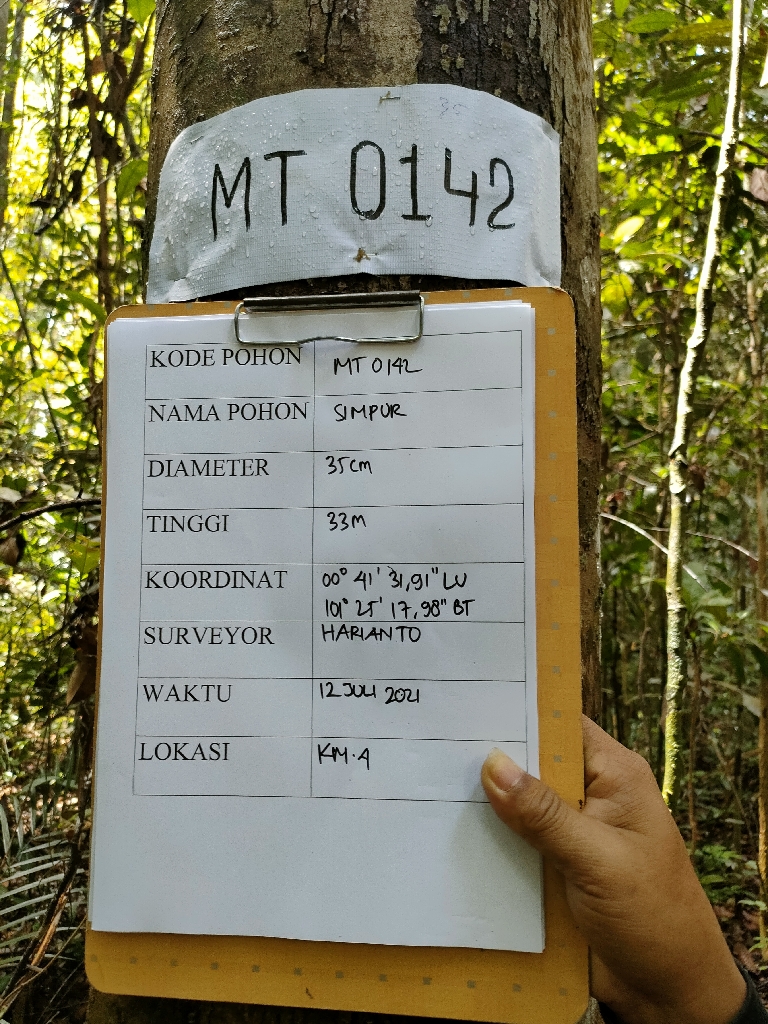 MT 0142
KODE POHON MT 0142
NAMA POHON SIMPUR
DIAMETER 35cm
TINGGI 33M
KOORDINAT 00° 41' 31,91" LU
101° 25' 17,98" BT
SURVEYOR HARIANTO
WAKTU 12 JULI 2021
LOKASI KM.4